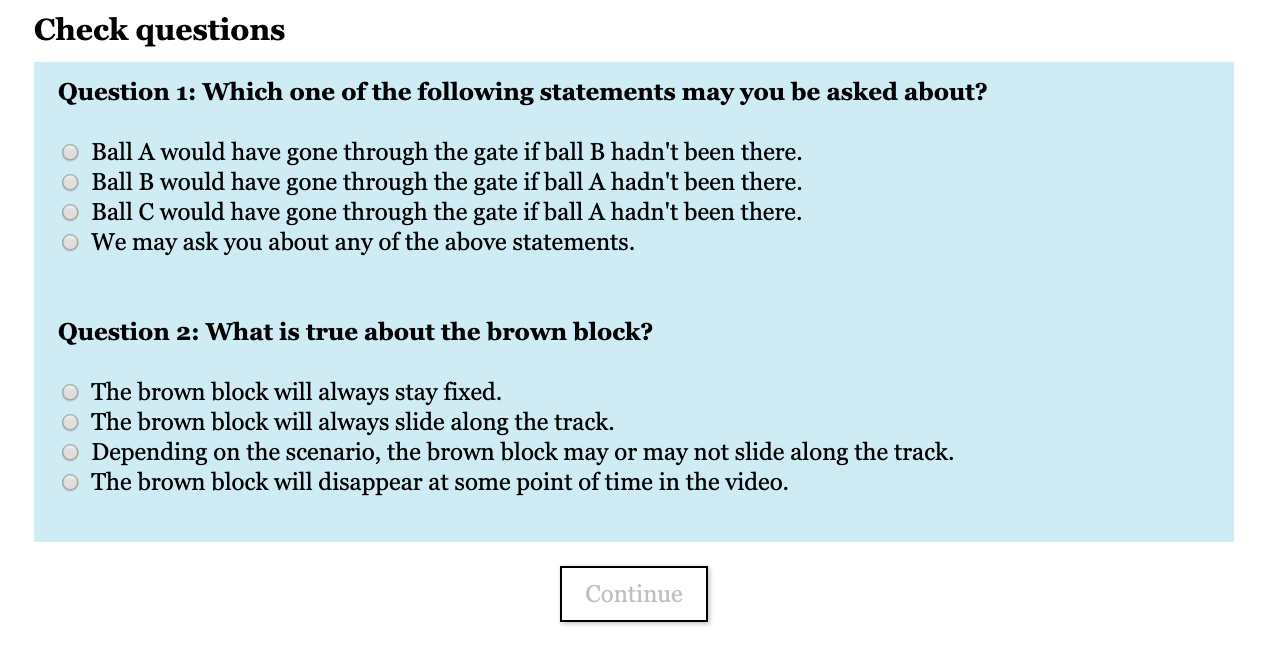 Check questions
Question 1: Which one of the following statements may you be asked about?
Ball A would have gone through the gate if ball B hadn't been there.
Ball B would have gone through the gate if ball A hadn't been there.
Ball C would have gone through the gate if ball A hadn't been there.
We may ask you about any of the above statements.
Question 2: What is true about the brown block?
The brown block will always stay fixed.
The brown block will always slide along the track.
Depending on the scenario, the brown block may or may not slide along the track.
The brown block will disappear at some point of time in the video.
Continue